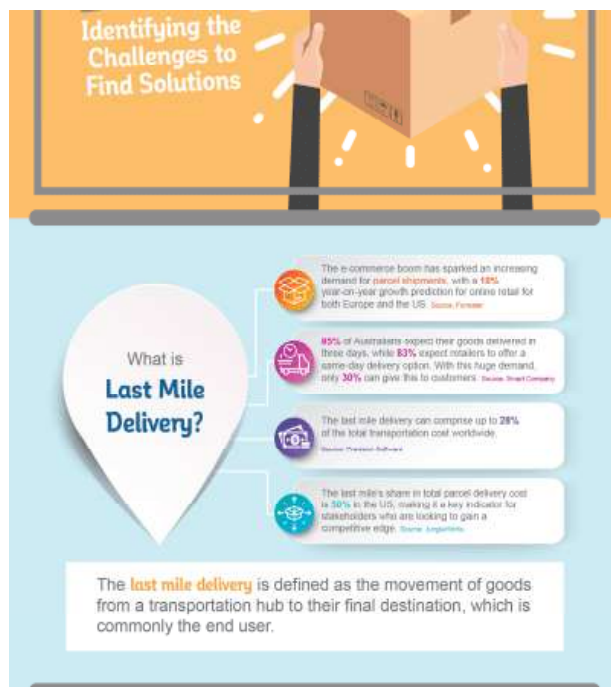 Identifying the
Challenges to
Find Solutions
What is
Last Mile
Delivery?
The e-commerce boom has sparked an increasing
demand for parcel shipments, with a
year-on-year growth prediction for online retail for
both Europe and the US. Source: Forrester
of Australians expect their goods delivered in
three days, while 83% expect retailers to offer a
same-day delivery option. With this huge demand,
only 30% can give this to customers. Source: Smart Company
The last mile delivery can comprise up to 28%
of the total transportation cost worldwide.
Source:
The last mile's share in total parcel delivery cost
is 50% in the US, making it a key indicator for
stakeholders who are looking to gain a
competitive edge. Source:
The last mile delivery is defined as the movement of goods
from a transportation hub to their final destination, which is
commonly the end user.